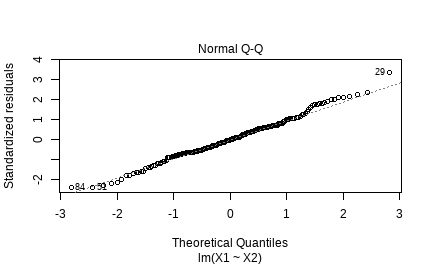 Normal Q-Q
Standardized residuals
4
3
2
1
0
-2
29
84
51
-3 -2 -1 0 1 2 3
Theoretical Quantiles
lm(X1 ~ X2)